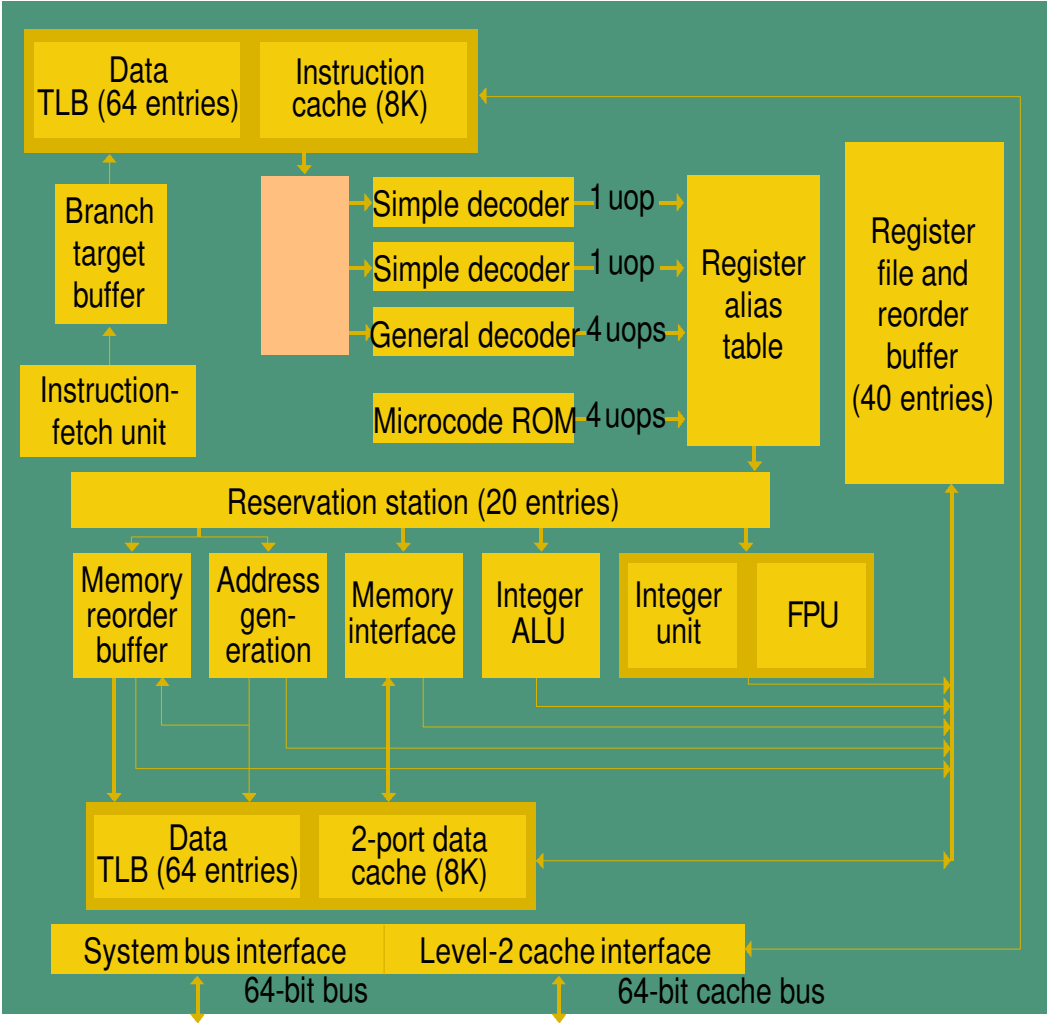 Data
TLB (64 entries)
Instruction
cache (8K)
Branch
target
buffer
Instruction-
fetch unit
Simple decoder
1 uop
Simple decoder
1 uop
General decoder
4 uops
Microcode ROM
4 uops
Register
alias
table
Register
file and
reorder
buffer
(40 entries)
Reservation station (20 entries)
Memory
reorder
buffer
Address
gen-
eration
Memory
interface
Integer
ALU
Integer
unit
FPU
Data
TLB (64 entries)
2-port data
cache (8K)
System bus interface
Level-2 cache interface
64-bit bus
64-bit cache bus